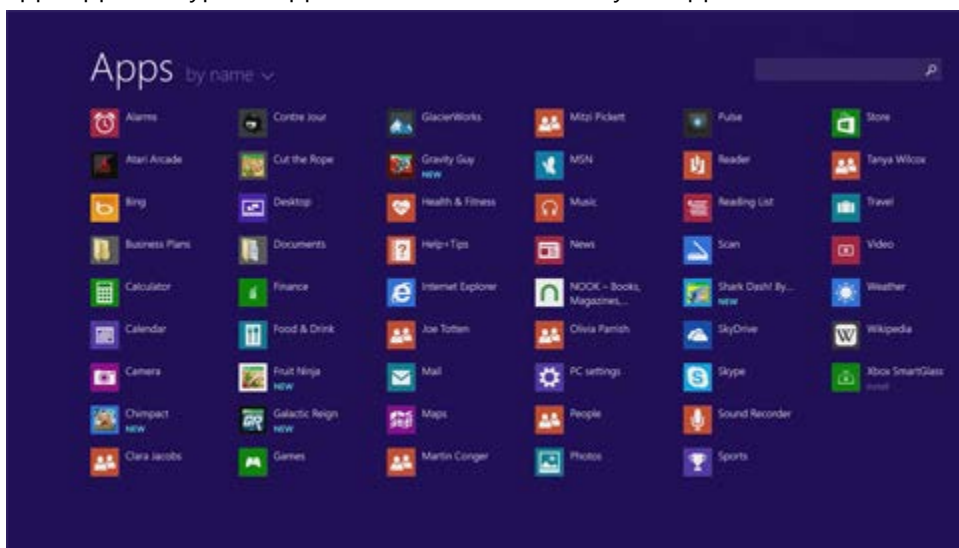 Apps by name
Alarms
Atari Arcade
Bing
Business Plans
Calculator
Calendar
Camera
Chimpact
NEW
Clara Jacobs
Contre Jour
Cut the Rope
Desktop
Documents
Finance
Food & Drink
Fruit Ninja
NEW
Galactic Reign
NEW
Games
GlacierWorks
Gravity Guy
NEW
Health & Fitness
Help+Tips
Internet Explorer
Joe Totten
Mail
Maps
Martin Conger
Mitzi Pickett
MSN
Music
News
NOOK – Books,
Magazines,...
Olivia Parrish
PC settings
People
Photos
Pulse
Reader
Reading List
Scan
Shark Dash! By...
NEW
SkyDrive
Skype
Sound Recorder
Sports
Store
Tanya Wilcox
Travel
Video
Weather
Wikipedia
Xbox SmartGlass